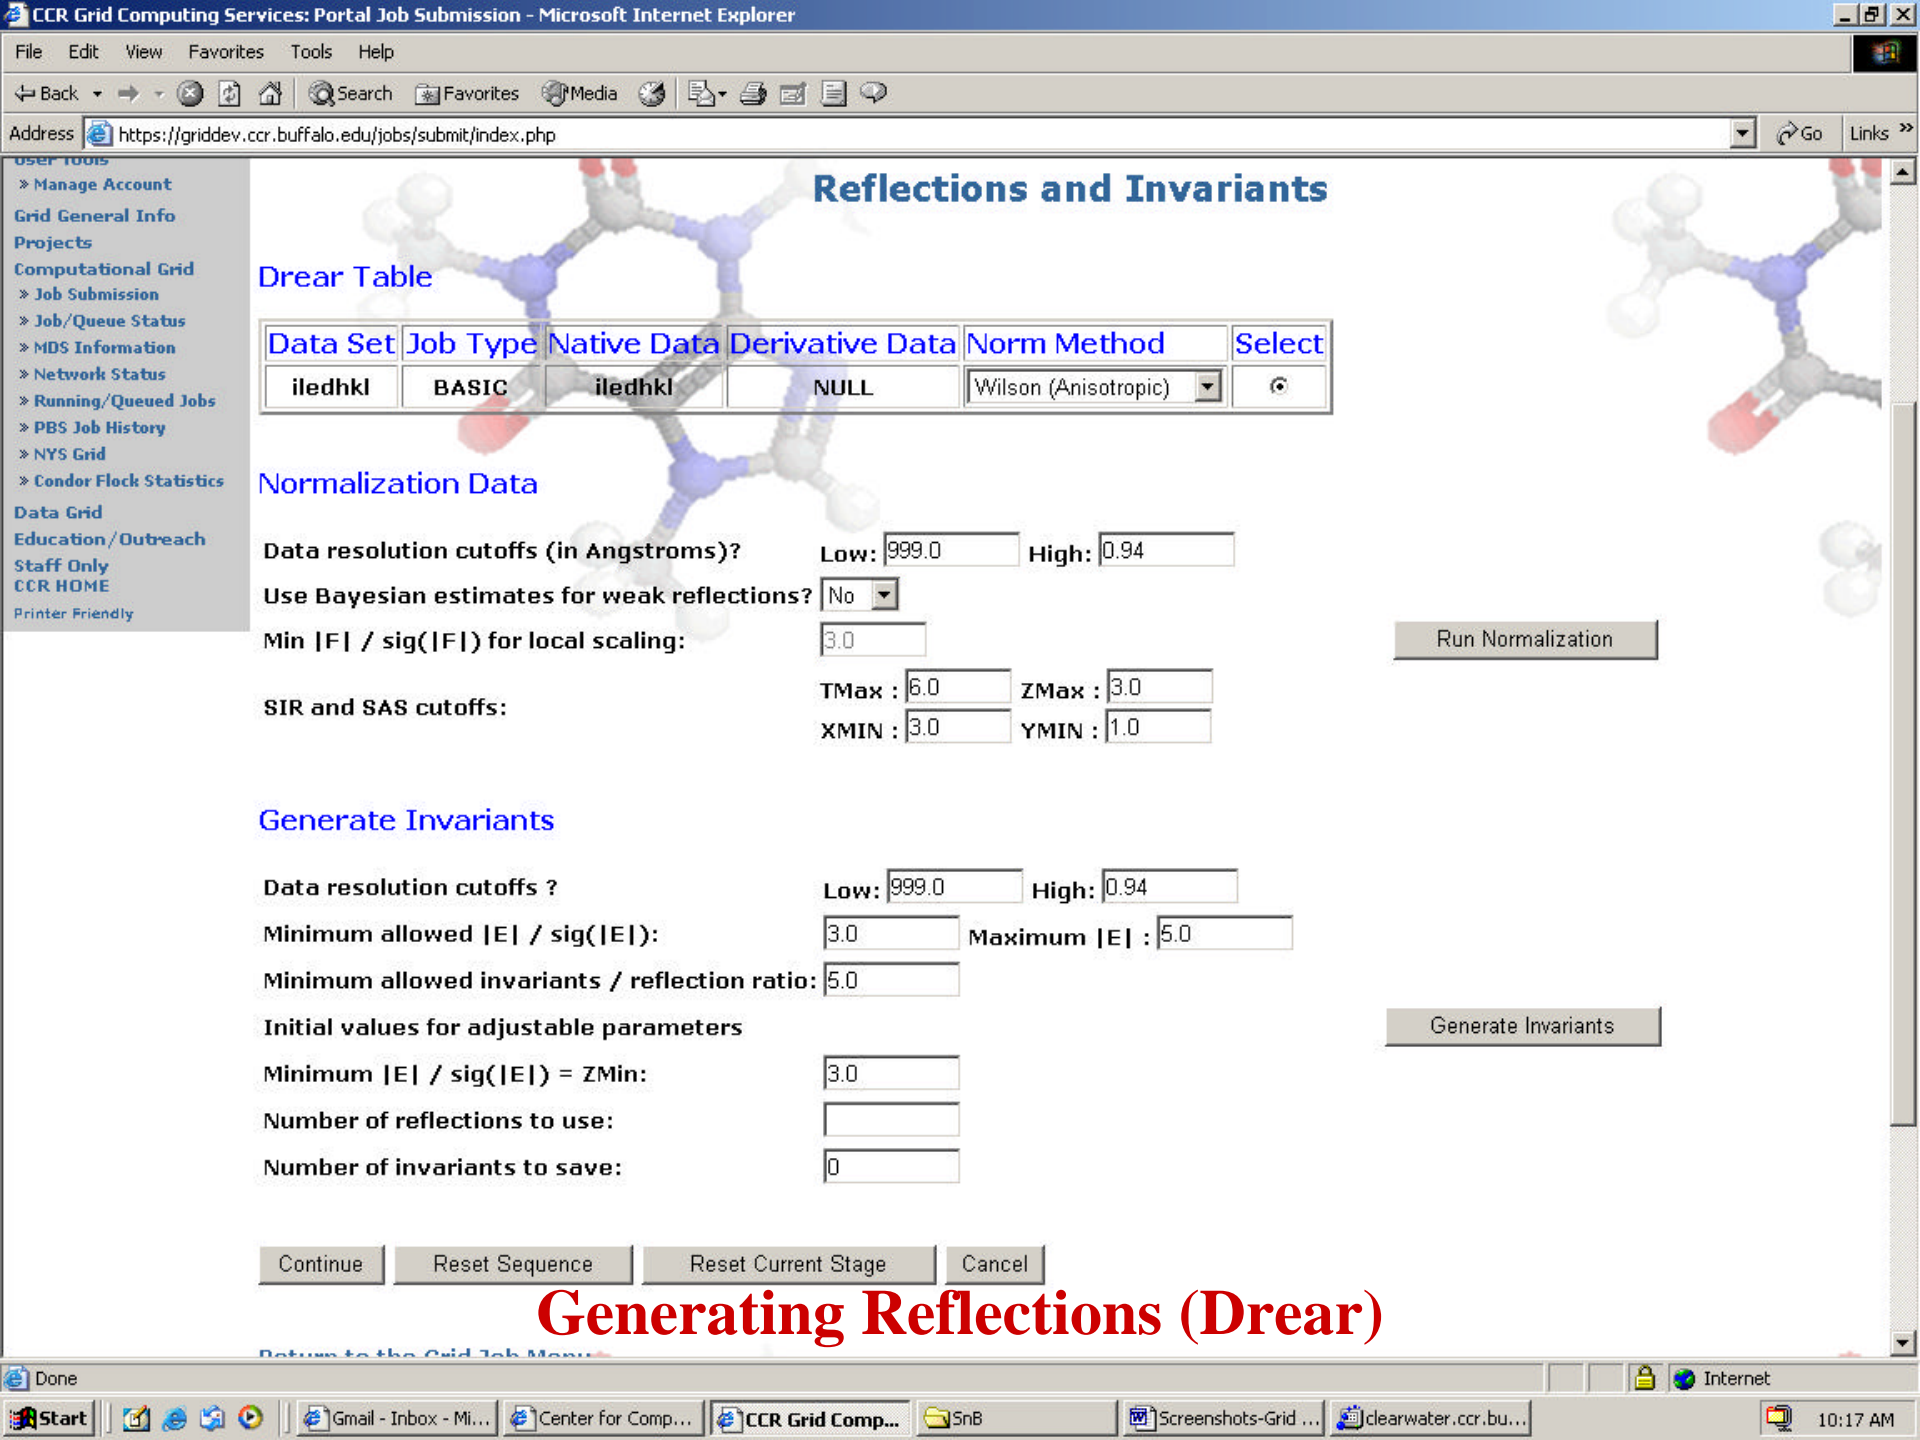 CCR Grid Computing Services: Portal Job Submission - Microsoft Internet Explorer
File Edit View Favorites Tools Help
Back Search Favorites Media
Address https://griddev.ccr.buffalo.edu/jobs/submit/index.php Go Links »
User Tools
» Manage Account
Grid General Info
Projects
Computational Grid
» Job Submission
» Job/Queue Status
» MDS Information
» Network Status
» Running/Queued Jobs
» PBS Job History
» NYS Grid
» Condor Flock Statistics
Data Grid
Education/Outreach
Staff Only
CCR HOME
Printer Friendly
Reflections and Invariants
Drear Table
Data Set Job Type Native Data Derivative Data Norm Method Select
iledhkl BASIC iledhkl NULL Wilson (Anisotropic)
Normalization Data
Data resolution cutoffs (in Angstroms)? Low: 999.0 High: 0.94
Use Bayesian estimates for weak reflections? No
Min |F| / sig(|F|) for local scaling: 3.0 Run Normalization
SIR and SAS cutoffs: TMax : 6.0 ZMax : 3.0
XMIN : 3.0 YMIN : 1.0
Generate Invariants
Data resolution cutoffs ? Low: 999.0 High: 0.94
Minimum allowed |E| / sig(|E|): 3.0 Maximum |E| : 5.0
Minimum allowed invariants / reflection ratio: 5.0
Initial values for adjustable parameters Generate Invariants
Minimum |E| / sig(|E|) = ZMin: 3.0
Number of reflections to use:
Number of invariants to save: 0
Continue Reset Sequence Reset Current Stage Cancel
Generating Reflections (Drear)
Return to the Grid Job Menu
Done Internet
Start Gmail - Inbox - Mi... Center for Comp... CCR Grid Comp... SnB Screenshots-Grid ... clearwater.ccr.bu... 10:17 AM